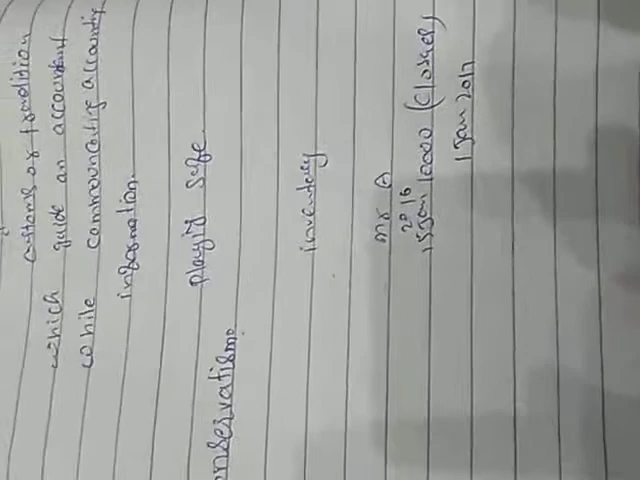 customs or tradition
which guide an accountant
while communicating accounting
information.
playing safe
onservatism.
inventory
mr A
2016
15 Jan 10000 (Closed,
1 Jan 2017